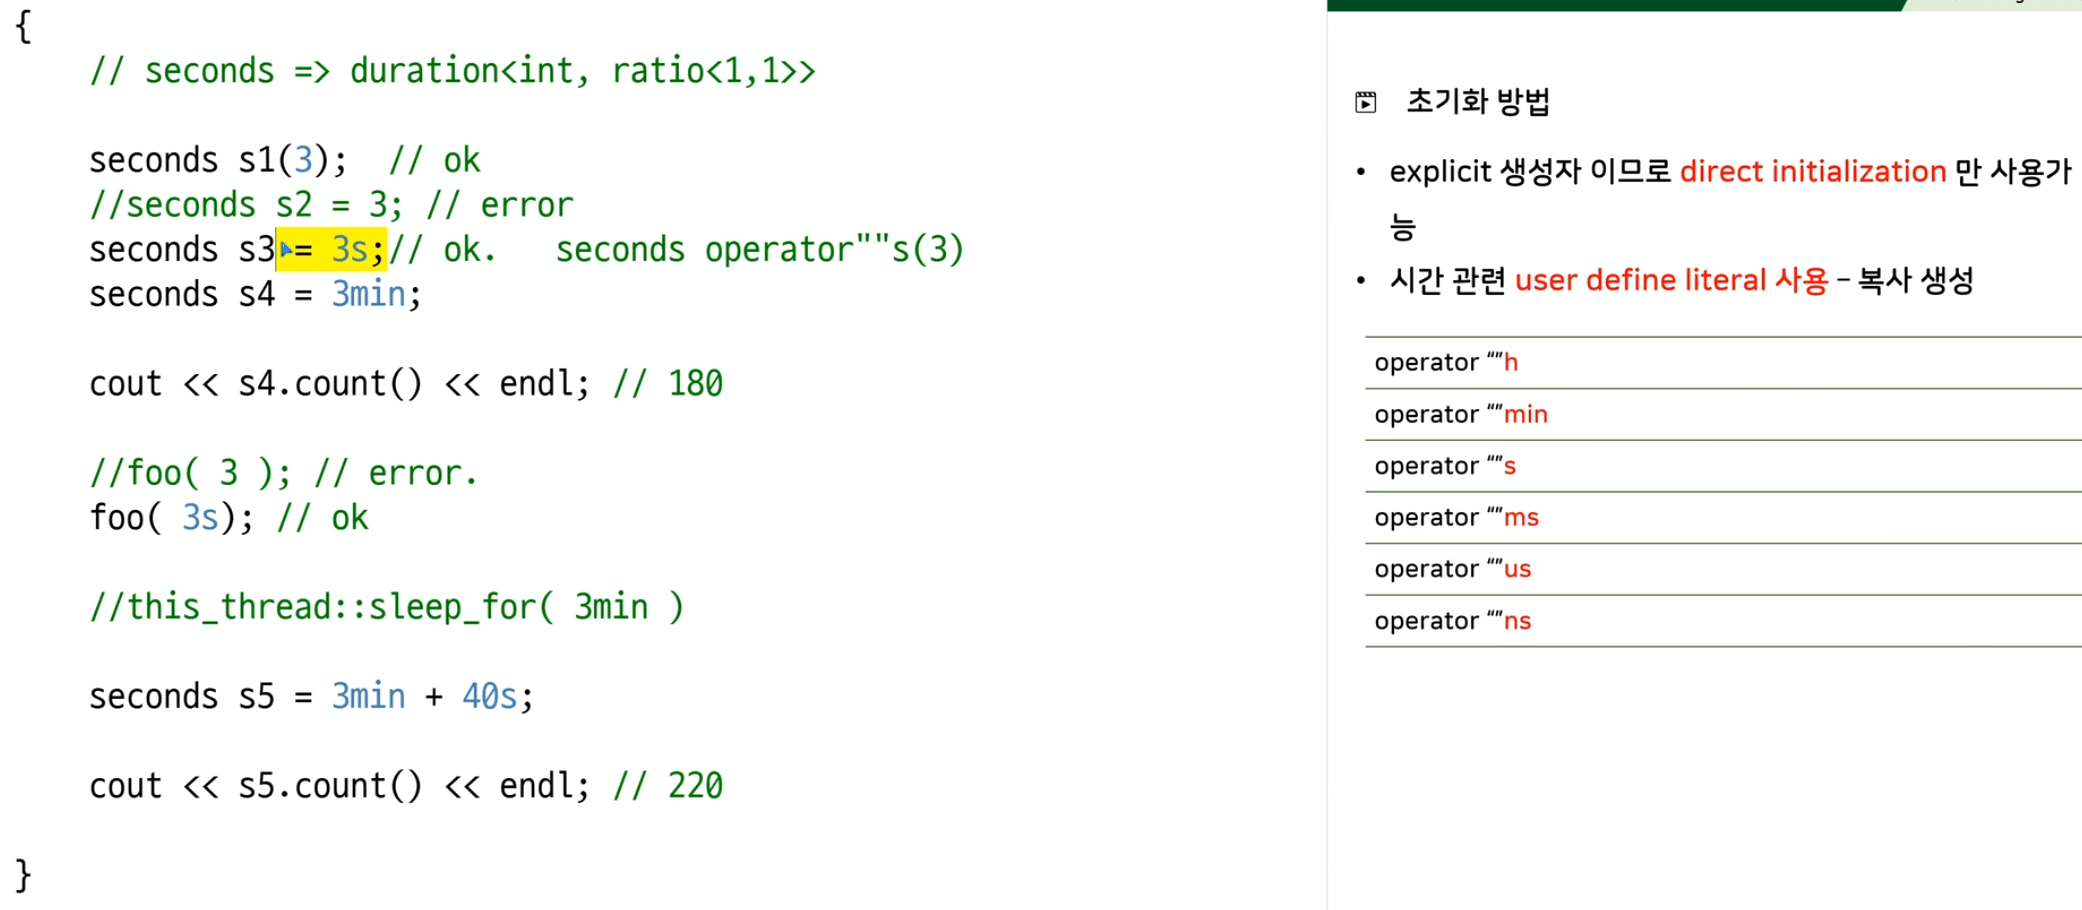 {
// seconds => duration<int, ratio<1,1>>
seconds s1(3); // ok
//seconds s2 = 3; // error
seconds s3 = 3s;// ok. seconds operator""s(3)
seconds s4 = 3min;
cout << s4.count() << endl; // 180
//foo( 3 ); // error.
foo( 3s); // ok
//this_thread::sleep_for( 3min )
seconds s5 = 3min + 40s;
cout << s5.count() << endl; // 220
}
초기화 방법
• explicit 생성자 이므로 direct initialization 만 사용가
능
• 시간 관련 user define literal 사용 – 복사 생성
operator “”h
operator “”min
operator “”s
operator “”ms
operator “”us
operator “”ns